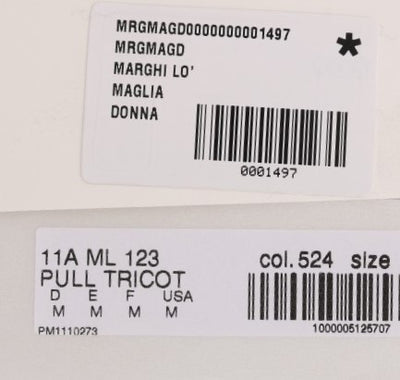 MRGMAGD0000000001497
MRGMAGD
MARGHI LO'
MAGLIA
DONNA
*
0001497
11A ML 123
PULL TRICOT
D E F USA
M M M M
PM1110273
col.524 size
1000005125707